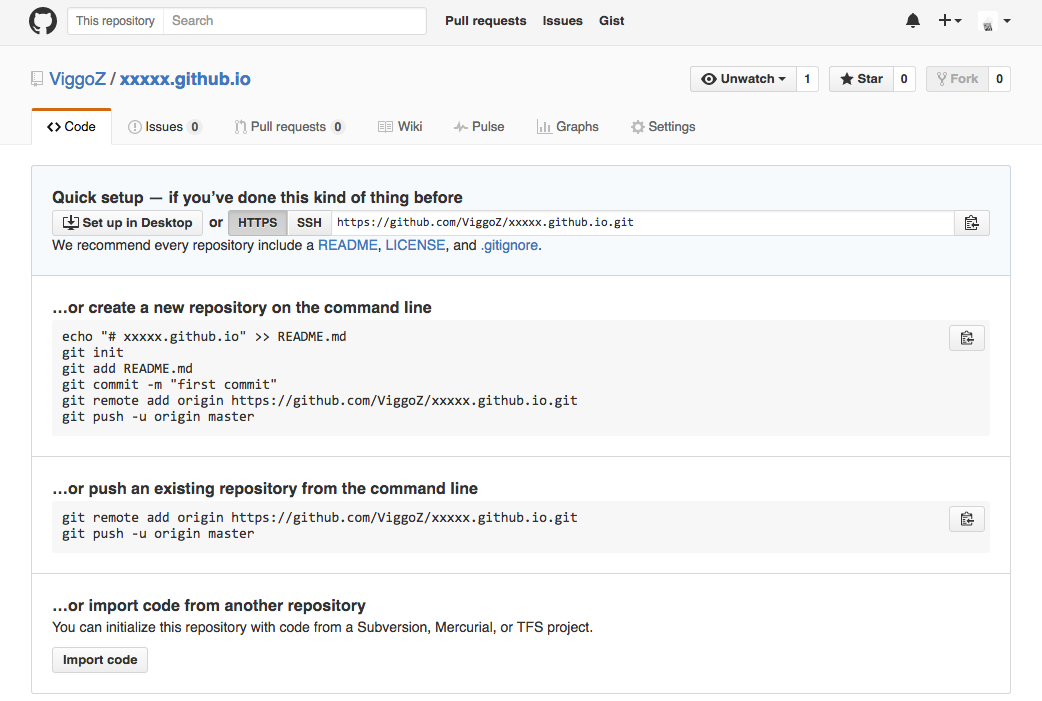 This repository Search Pull requests Issues Gist
ViggoZ / xxxxx.github.io Unwatch 1 Star 0 Fork 0
Code Issues 0 Pull requests 0 Wiki Pulse Graphs Settings
Quick setup — if you’ve done this kind of thing before
Set up in Desktop or HTTPS SSH https://github.com/ViggoZ/xxxxx.github.io.git
We recommend every repository include a README, LICENSE, and .gitignore.
…or create a new repository on the command line
echo "# xxxxx.github.io" >> README.md
git init
git add README.md
git commit -m "first commit"
git remote add origin https://github.com/ViggoZ/xxxxx.github.io.git
git push -u origin master
…or push an existing repository from the command line
git remote add origin https://github.com/ViggoZ/xxxxx.github.io.git
git push -u origin master
…or import code from another repository
You can initialize this repository with code from a Subversion, Mercurial, or TFS project.
Import code